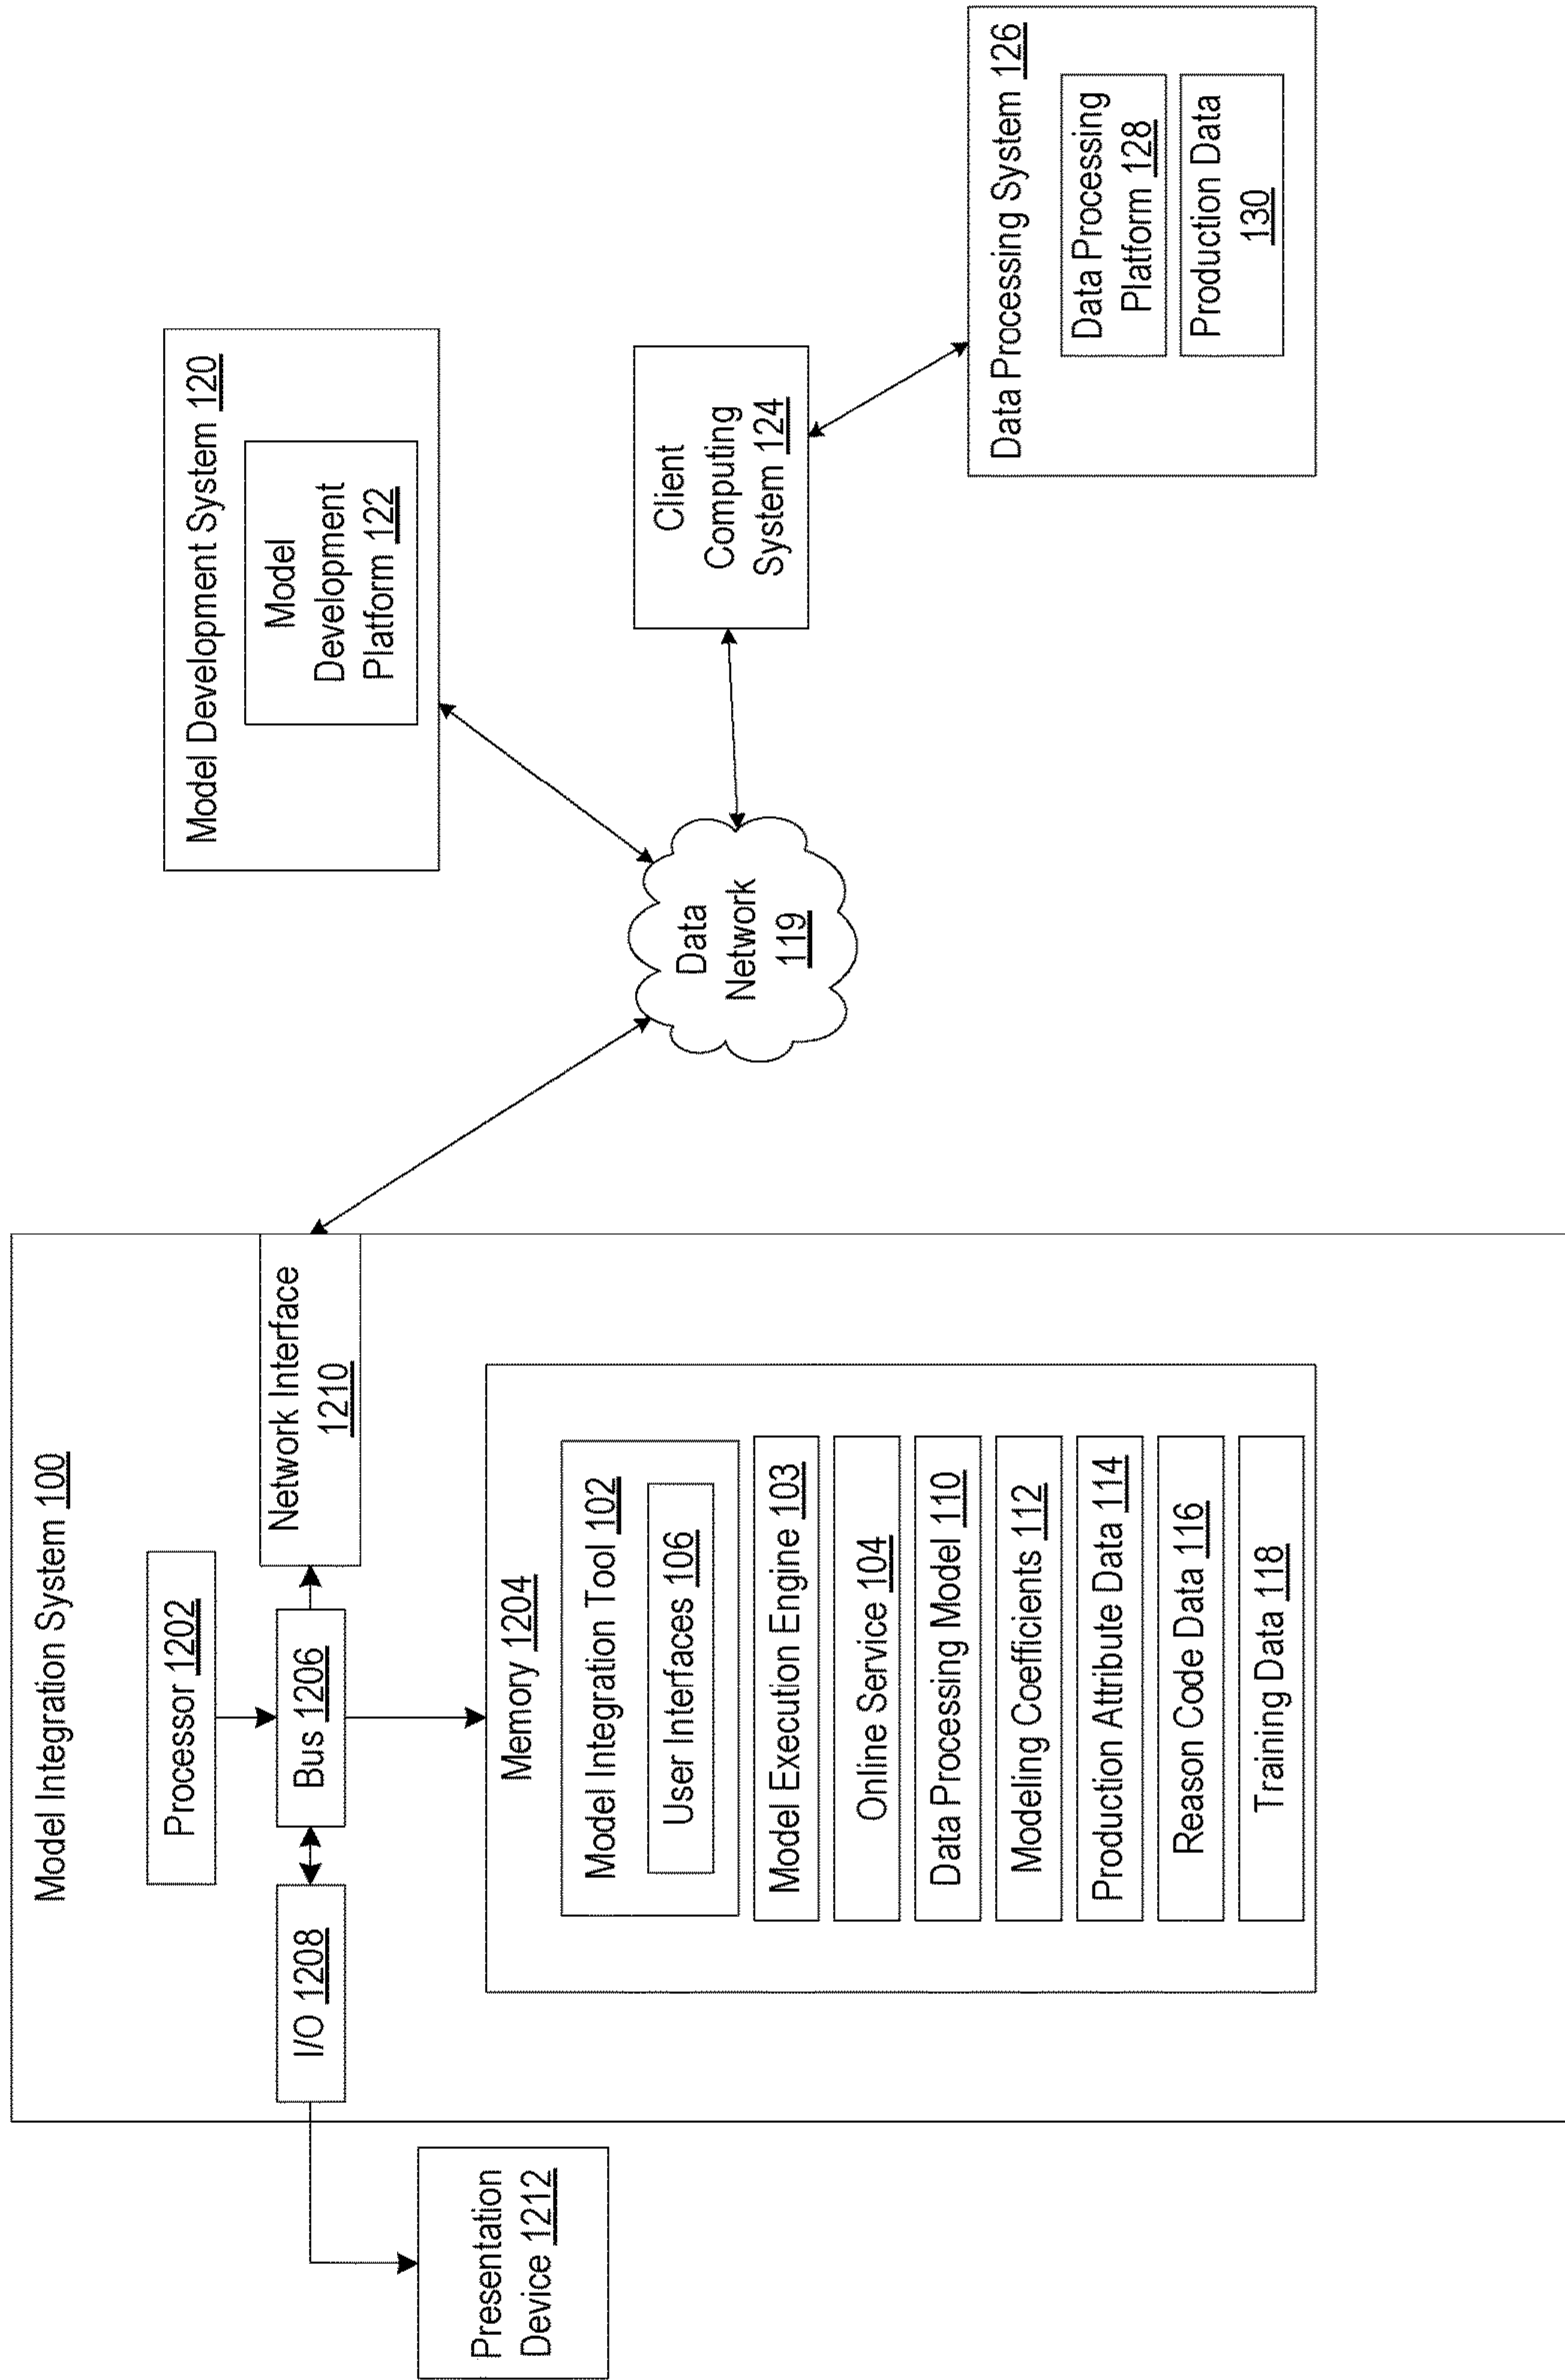 Model Integration System 100
Processor 1202
I/O 1208
Bus 1206
Network Interface
1210
Presentation
Device 1212
Memory 1204
Model Integration Tool 102
User Interfaces 106
Model Execution Engine 103
Online Service 104
Data Processing Model 110
Modeling Coefficients 112
Production Attribute Data 114
Reason Code Data 116
Training Data 118
Data
Network
119
Model Development System 120
Model
Development
Platform 122
Client
Computing
System 124
Data Processing System 126
Data Processing
Platform 128
Production Data
130